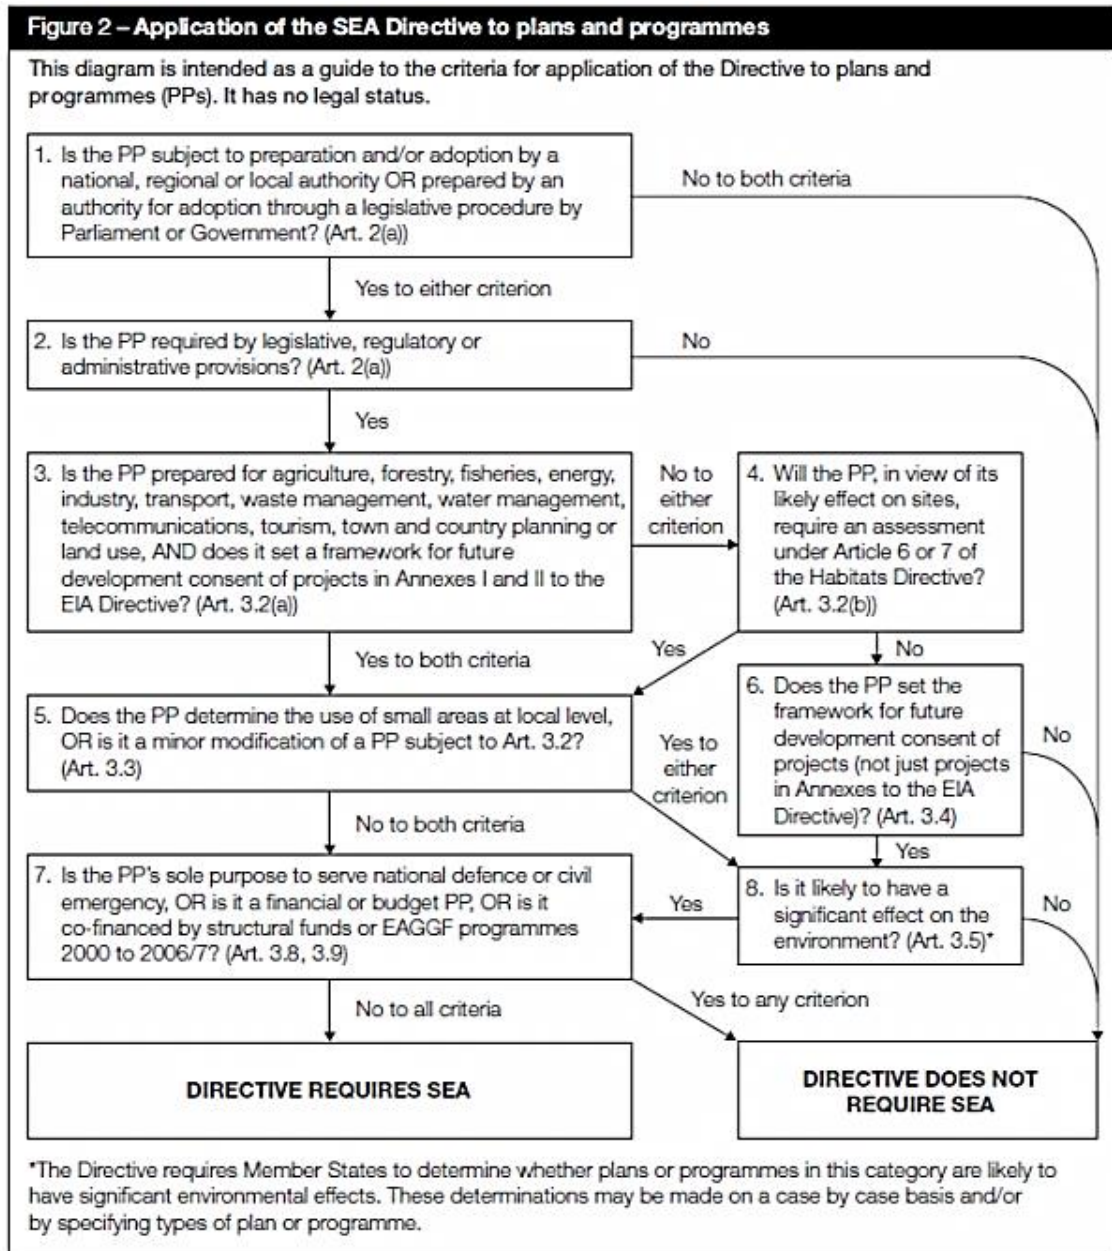 Figure 2 – Application of the SEA Directive to plans and programmes
This diagram is intended as a guide to the criteria for application of the Directive to plans and
programmes (PPs). It has no legal status.
1. Is the PP subject to preparation and/or adoption by a
national, regional or local authority OR prepared by an
authority for adoption through a legislative procedure by
Parliament or Government? (Art. 2(a))
No to both criteria
Yes to either criterion
2. Is the PP required by legislative, regulatory or
administrative provisions? (Art. 2(a))
No
Yes
3. Is the PP prepared for agriculture, forestry, fisheries, energy,
industry, transport, waste management, water management,
telecommunications, tourism, town and country planning or
land use, AND does it set a framework for future
development consent of projects in Annexes I and II to the
EIA Directive? (Art. 3.2(a))
No to
either
criterion
4. Will the PP, in view of its
likely effect on sites,
require an assessment
under Article 6 or 7 of
the Habitats Directive?
(Art. 3.2(b))
Yes to both criteria
Yes
No
5. Does the PP determine the use of small areas at local level,
OR is it a minor modification of a PP subject to Art. 3.2?
(Art. 3.3)
Yes to
either
criterion
6. Does the PP set the
framework for future
development consent of
projects (not just projects
in Annexes to the EIA
Directive)? (Art. 3.4)
No
No to both criteria
Yes
7. Is the PP's sole purpose to serve national defence or civil
emergency, OR is it a financial or budget PP, OR is it
co-financed by structural funds or EAGGF programmes
2000 to 2006/7? (Art. 3.8, 3.9)
Yes
8. Is it likely to have a
significant effect on the
environment? (Art. 3.5)*
No
No to all criteria
Yes to any criterion
DIRECTIVE REQUIRES SEA
DIRECTIVE DOES NOT
REQUIRE SEA
*The Directive requires Member States to determine whether plans or programmes in this category are likely to
have significant environmental effects. These determinations may be made on a case by case basis and/or
by specifying types of plan or programme.